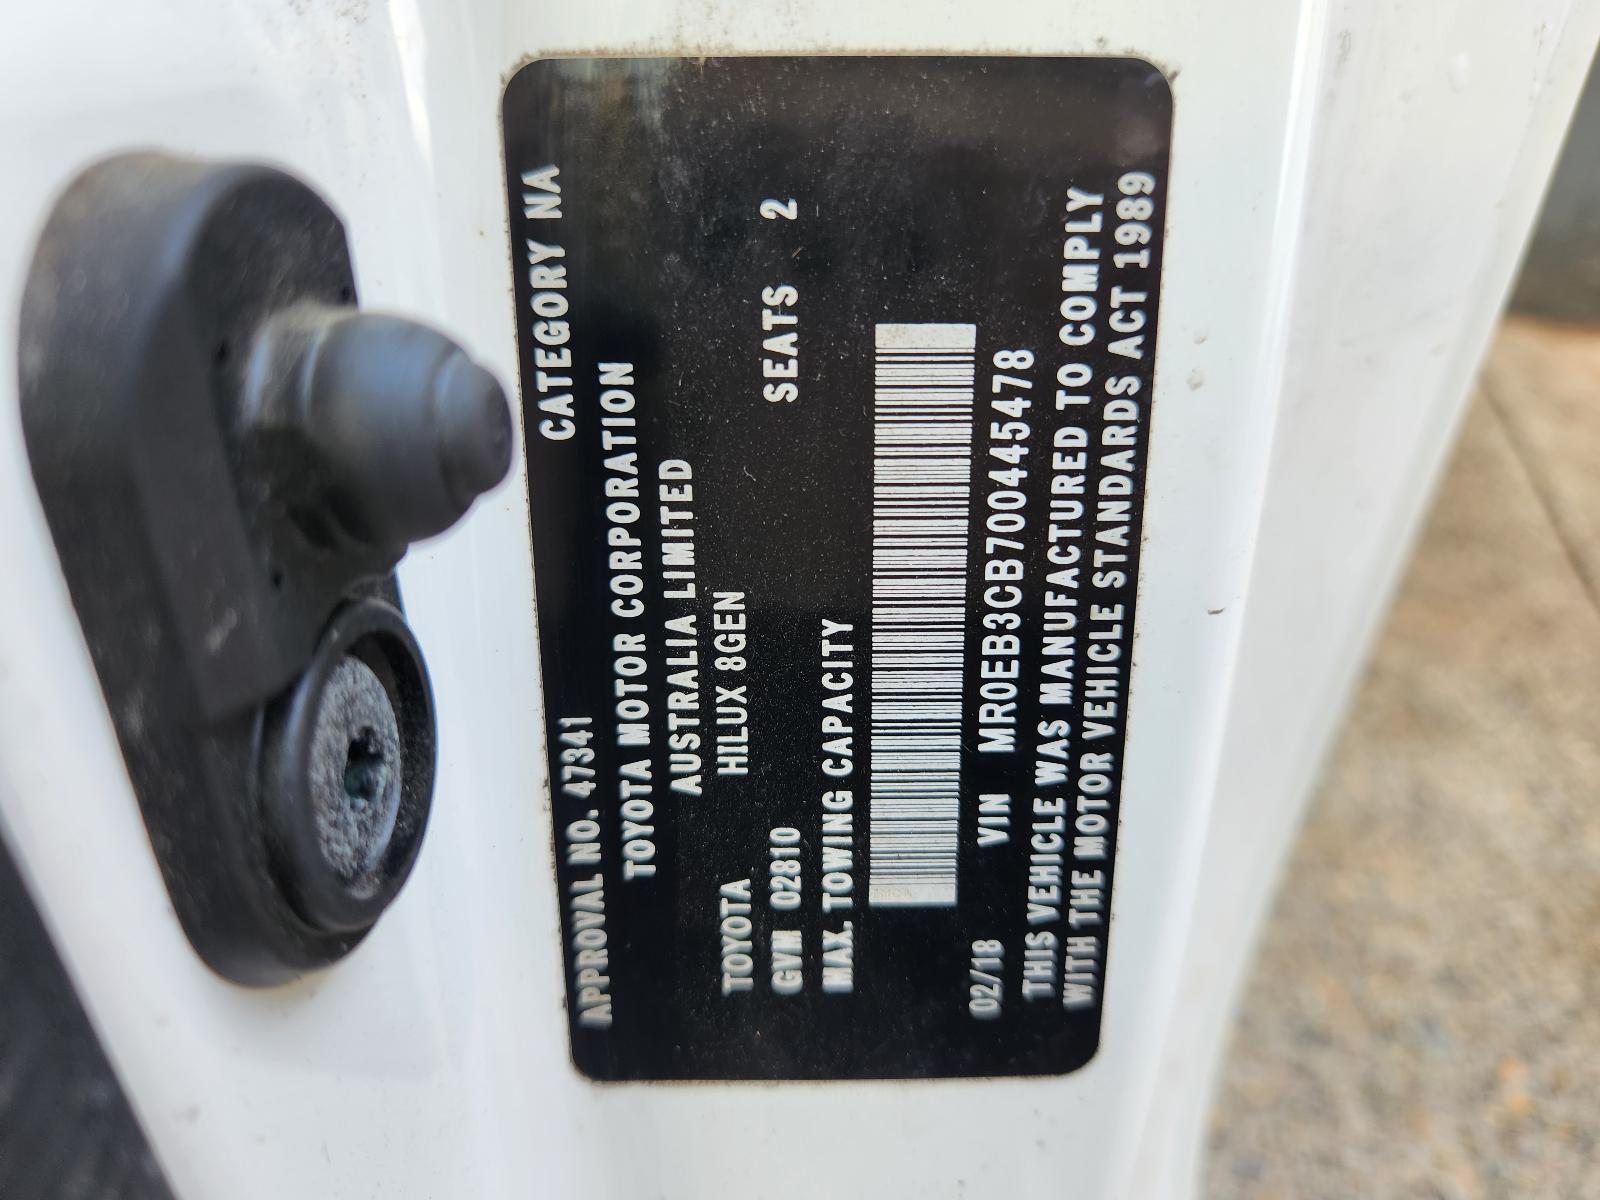 APPROVAL NO. 47341 CATEGORY NA
TOYOTA MOTOR CORPORATION
AUSTRALIA LIMITED
TOYOTA HILUX 8GEN
GVM 02810 SEATS 2
MAX. TOWING CAPACITY
02/18 VIN MR0EB3CB700445478
THIS VEHICLE WAS MANUFACTURED TO COMPLY
WITH THE MOTOR VEHICLE STANDARDS ACT 1989